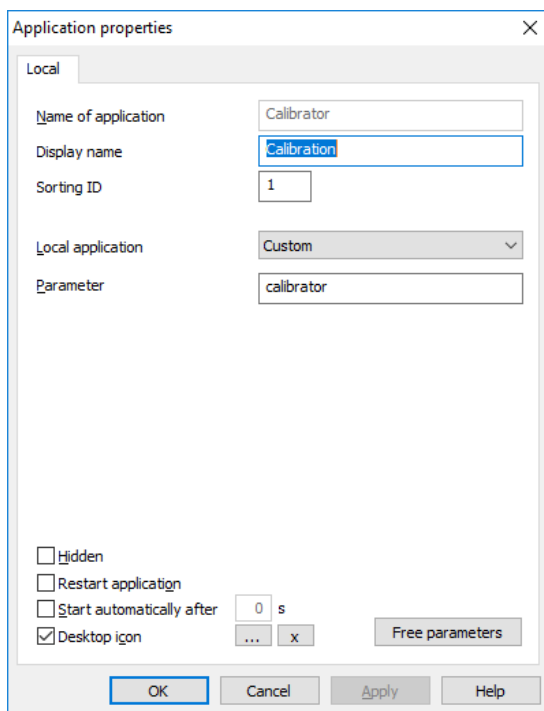 Application properties
Local
Name of application Calibrator
Display name Calibration
Sorting ID 1
Local application Custom
Parameter calibrator
Hidden
Restart application
Start automatically after 0 s
Desktop icon ... x Free parameters
OK Cancel Apply Help